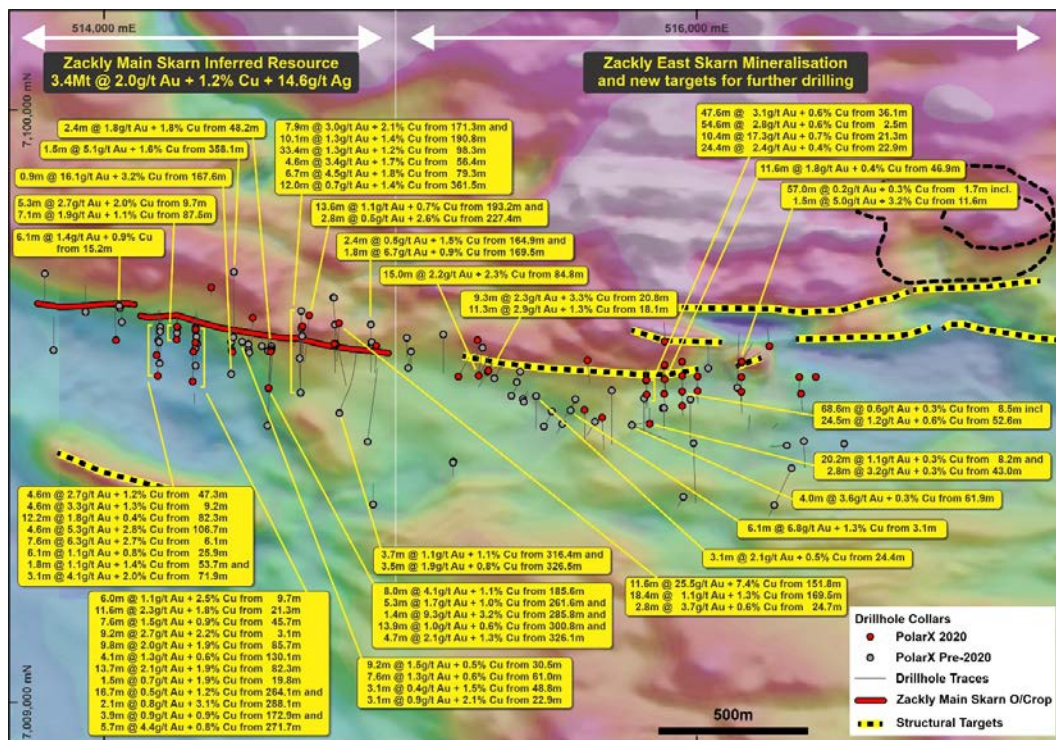 514,000 mE
516,000 mE
7,100,000 mN
7,009,000 mN
Zackly Main Skarn Inferred Resource
3.4Mt @ 2.0g/t Au + 1.2% Cu + 14.6g/t Ag
Zackly East Skarn Mineralisation
and new targets for further drilling
2.4m @ 1.8g/t Au + 1.8% Cu from 48.2m
1.5m @ 5.1g/t Au + 1.6% Cu from 358.1m
0.9m @ 16.1g/t Au + 3.2% Cu from 167.6m
5.3m @ 2.7g/t Au + 2.0% Cu from 9.7m
7.1m @ 1.9g/t Au + 1.1% Cu from 87.5m
6.1m @ 1.4g/t Au + 0.9% Cu
from 15.2m
7.9m @ 3.0g/t Au + 2.1% Cu from 171.3m and
10.1m @ 1.3g/t Au + 1.4% Cu from 190.8m
33.4m @ 1.3g/t Au + 1.2% Cu from 98.3m
4.6m @ 3.4g/t Au + 1.7% Cu from 56.4m
6.7m @ 4.5g/t Au + 1.8% Cu from 79.3m
12.0m @ 0.7g/t Au + 1.4% Cu from 361.5m
13.6m @ 1.1g/t Au + 0.7% Cu from 193.2m and
2.8m @ 0.5g/t Au + 2.6% Cu from 227.4m
2.4m @ 0.5g/t Au + 1.5% Cu from 164.9m and
1.8m @ 6.7g/t Au + 0.9% Cu from 169.5m
15.0m @ 2.2g/t Au + 2.3% Cu from 84.8m
9.3m @ 2.3g/t Au + 3.3% Cu from 20.8m
11.3m @ 2.9g/t Au + 1.3% Cu from 18.1m
47.6m @ 3.1g/t Au + 0.6% Cu from 36.1m
54.6m @ 2.8g/t Au + 0.6% Cu from 2.5m
10.4m @ 17.3g/t Au + 0.7% Cu from 21.3m
24.4m @ 2.4g/t Au + 0.4% Cu from 22.9m
11.6m @ 1.8g/t Au + 0.4% Cu from 46.9m
57.0m @ 0.2g/t Au + 0.3% Cu from 1.7m incl.
1.5m @ 5.0g/t Au + 3.2% Cu from 11.6m
68.6m @ 0.6g/t Au + 0.3% Cu from 8.5m incl
24.5m @ 1.2g/t Au + 0.6% Cu from 52.6m
20.2m @ 1.1g/t Au + 0.3% Cu from 8.2m and
2.8m @ 3.2g/t Au + 0.3% Cu from 43.0m
4.0m @ 3.6g/t Au + 0.3% Cu from 61.9m
6.1m @ 6.8g/t Au + 1.3% Cu from 3.1m
3.1m @ 2.1g/t Au + 0.5% Cu from 24.4m
11.6m @ 25.5g/t Au + 7.4% Cu from 151.8m
18.4m @ 1.1g/t Au + 1.3% Cu from 169.5m
2.8m @ 3.7g/t Au + 0.6% Cu from 24.7m
4.6m @ 2.7g/t Au + 1.2% Cu from 47.3m
4.6m @ 3.3g/t Au + 1.3% Cu from 9.2m
12.2m @ 1.8g/t Au + 0.4% Cu from 82.3m
4.6m @ 5.3g/t Au + 2.8% Cu from 106.7m
7.6m @ 6.3g/t Au + 2.7% Cu from 6.1m
6.1m @ 1.1g/t Au + 0.8% Cu from 25.9m
1.8m @ 1.1g/t Au + 1.4% Cu from 53.7m and
3.1m @ 4.1g/t Au + 2.0% Cu from 71.9m
6.0m @ 1.1g/t Au + 2.5% Cu from 9.7m
11.6m @ 2.3g/t Au + 1.8% Cu from 21.3m
7.6m @ 1.5g/t Au + 0.9% Cu from 45.7m
9.2m @ 2.7g/t Au + 2.2% Cu from 3.1m
9.8m @ 2.0g/t Au + 1.9% Cu from 85.7m
4.1m @ 1.3g/t Au + 0.6% Cu from 130.1m
13.7m @ 2.1g/t Au + 1.9% Cu from 82.3m
1.5m @ 0.7g/t Au + 1.9% Cu from 19.8m
16.7m @ 0.5g/t Au + 1.2% Cu from 264.1m and
2.1m @ 0.8g/t Au + 3.1% Cu from 288.1m
3.9m @ 0.9g/t Au + 0.9% Cu from 172.9m and
5.7m @ 4.4g/t Au + 0.8% Cu from 271.7m
3.7m @ 1.1g/t Au + 1.1% Cu from 316.4m and
3.5m @ 1.9g/t Au + 0.8% Cu from 326.5m
8.0m @ 4.1g/t Au + 1.1% Cu from 185.6m
5.3m @ 1.7g/t Au + 1.0% Cu from 261.6m and
1.4m @ 9.3g/t Au + 3.2% Cu from 285.8m and
13.9m @ 1.0g/t Au + 0.6% Cu from 300.8m and
4.7m @ 2.1g/t Au + 1.3% Cu from 326.1m
9.2m @ 1.5g/t Au + 0.5% Cu from 30.5m
7.6m @ 1.3g/t Au + 0.6% Cu from 61.0m
3.1m @ 0.4g/t Au + 1.5% Cu from 48.8m
3.1m @ 0.9g/t Au + 2.1% Cu from 22.9m
500m
Drillhole Collars
PolarX 2020
PolarX Pre-2020
Drillhole Traces
Zackly Main Skarn O/Crop
Structural Targets